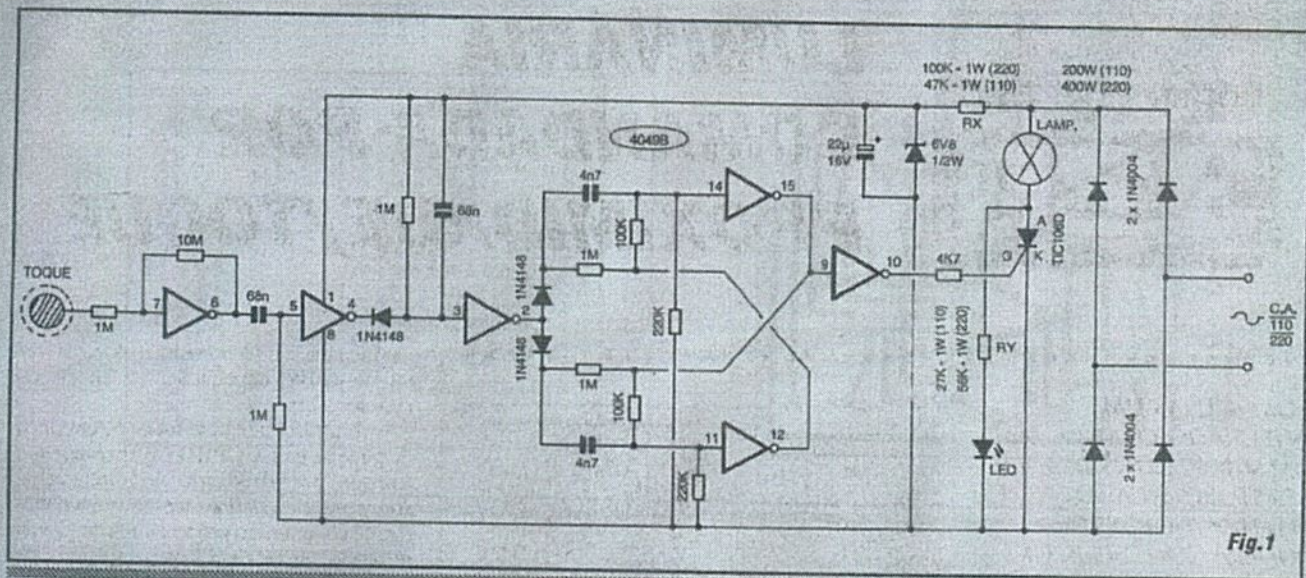 100K - 1W (220)
47K - 1W (110)
200W (110)
400W (220)
RX
LAMP.
4049B
22µ
16V
+
6V8
1/2W
4n7
14
15
1M
68n
100K
2 x 1N4004
A
G
K
TIC106D
10M
TOQUE
1N4148
1M
9
10
4K7
7
6
68n
5
1
4
3
2
220K
C.A.
110
220
1M
8
1N4148
1N4148
27K - 1W (110)
56K - 1W (220)
RY
1M
1M
100K
11
12
4n7
220K
LED
2 x 1N4004
Fig.1